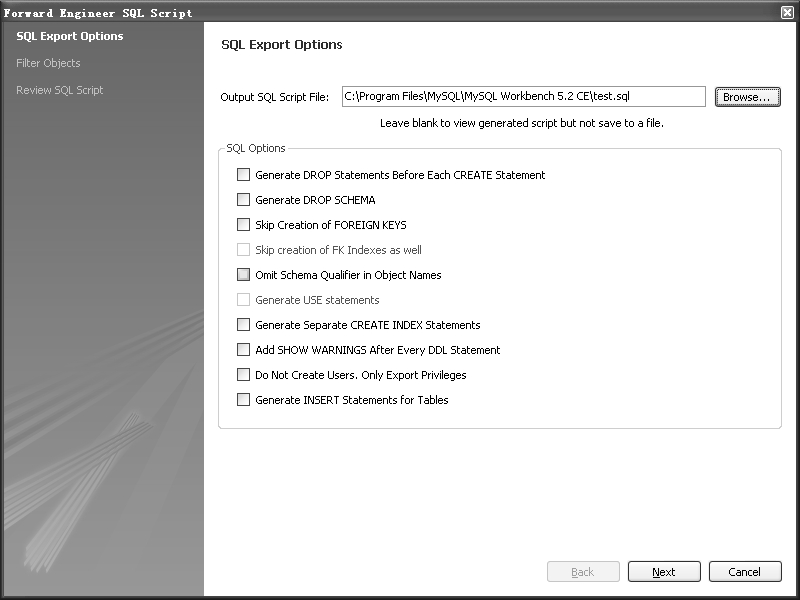 Forward Engineer SQL Script
SQL Export Options
Filter Objects
Review SQL Script
SQL Export Options
Output SQL Script File: C:\Program Files\MySQL\MySQL Workbench 5.2 CE\test.sql Browse...
Leave blank to view generated script but not save to a file.
SQL Options
Generate DROP Statements Before Each CREATE Statement
Generate DROP SCHEMA
Skip Creation of FOREIGN KEYS
Skip creation of FK Indexes as well
Omit Schema Qualifier in Object Names
Generate USE statements
Generate Separate CREATE INDEX Statements
Add SHOW WARNINGS After Every DDL Statement
Do Not Create Users. Only Export Privileges
Generate INSERT Statements for Tables
Back Next Cancel